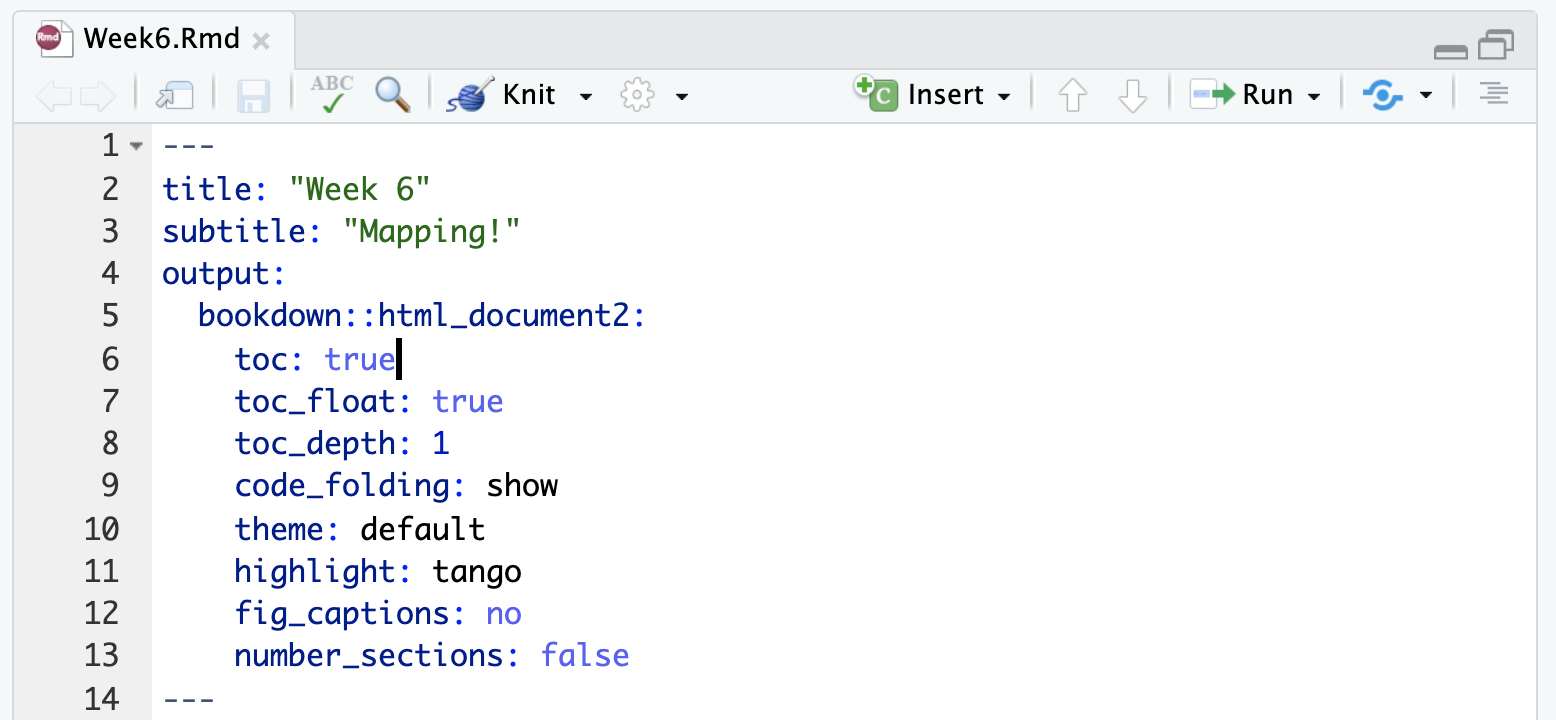 Rmd Week6.Rmd
ABC Knit Insert Run
C
1 ---
2 title: "Week 6"
3 subtitle: "Mapping!"
4 output:
5   bookdown::html_document2:
6     toc: true
7     toc_float: true
8     toc_depth: 1
9     code_folding: show
10     theme: default
11     highlight: tango
12     fig_captions: no
13     number_sections: false
14 ---